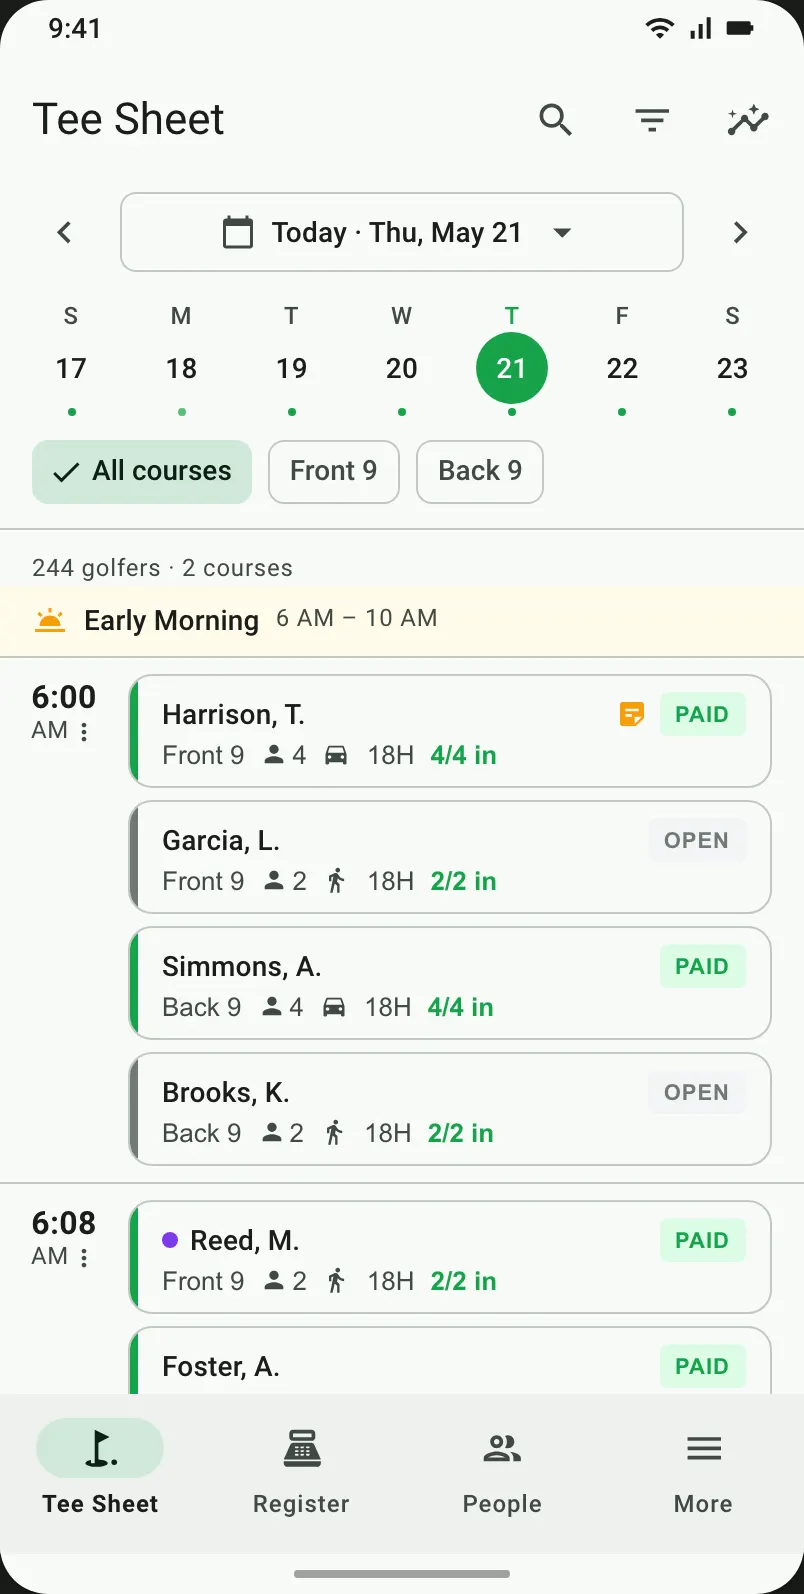 9:41
Tee Sheet
Today · Thu, May 21
S M T W T F S
17 18 19 20 21 22 23
All courses Front 9 Back 9
244 golfers · 2 courses
Early Morning 6 AM – 10 AM
6:00
AM
Harrison, T. PAID
Front 9 4 18H 4/4 in
Garcia, L. OPEN
Front 9 2 18H 2/2 in
Simmons, A. PAID
Back 9 4 18H 4/4 in
Brooks, K. OPEN
Back 9 2 18H 2/2 in
6:08
AM
Reed, M. PAID
Front 9 2 18H 2/2 in
Foster, A. PAID
Tee Sheet Register People More